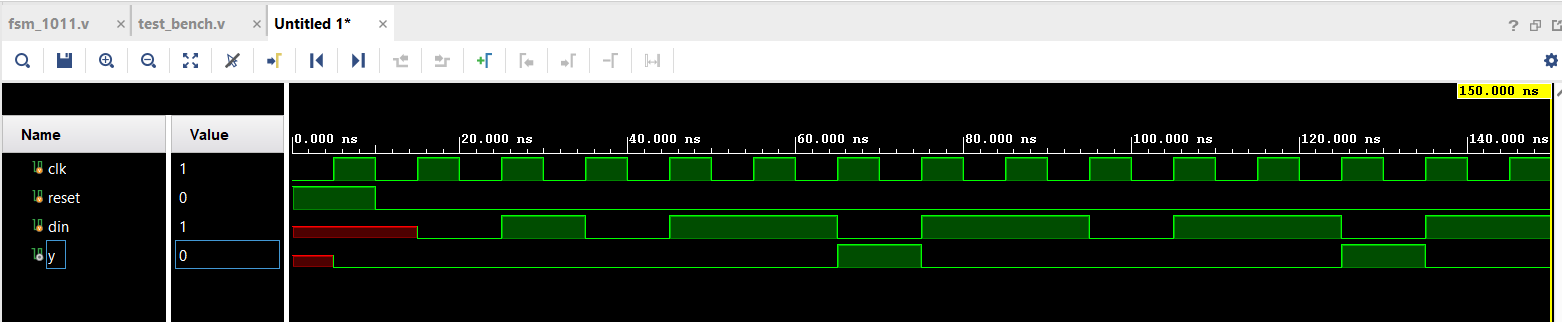 fsm_1011.v × test_bench.v × Untitled 1* × ?
150.000 ns
Name Value 0.000 ns 20.000 ns 40.000 ns 60.000 ns 80.000 ns 100.000 ns 120.000 ns 140.000 ns
clk 1
reset 0
din 1
y 0